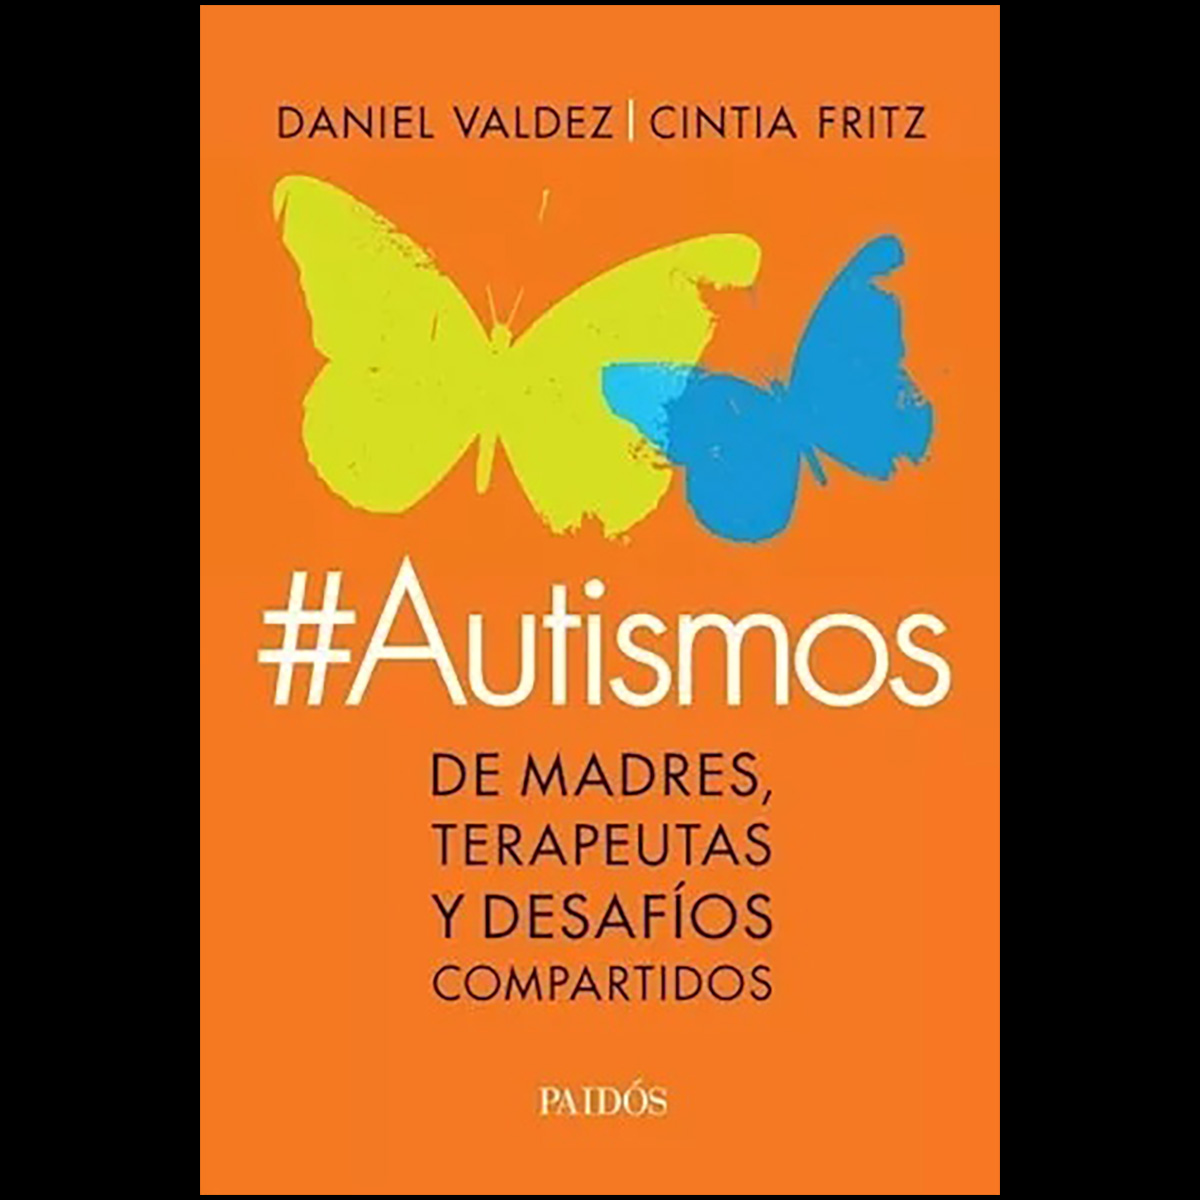 DANIEL VALDEZ | CINTIA FRITZ
#Autismos
DE MADRES,
TERAPEUTAS
Y DESAFÍOS
COMPARTIDOS
PAIDÓS